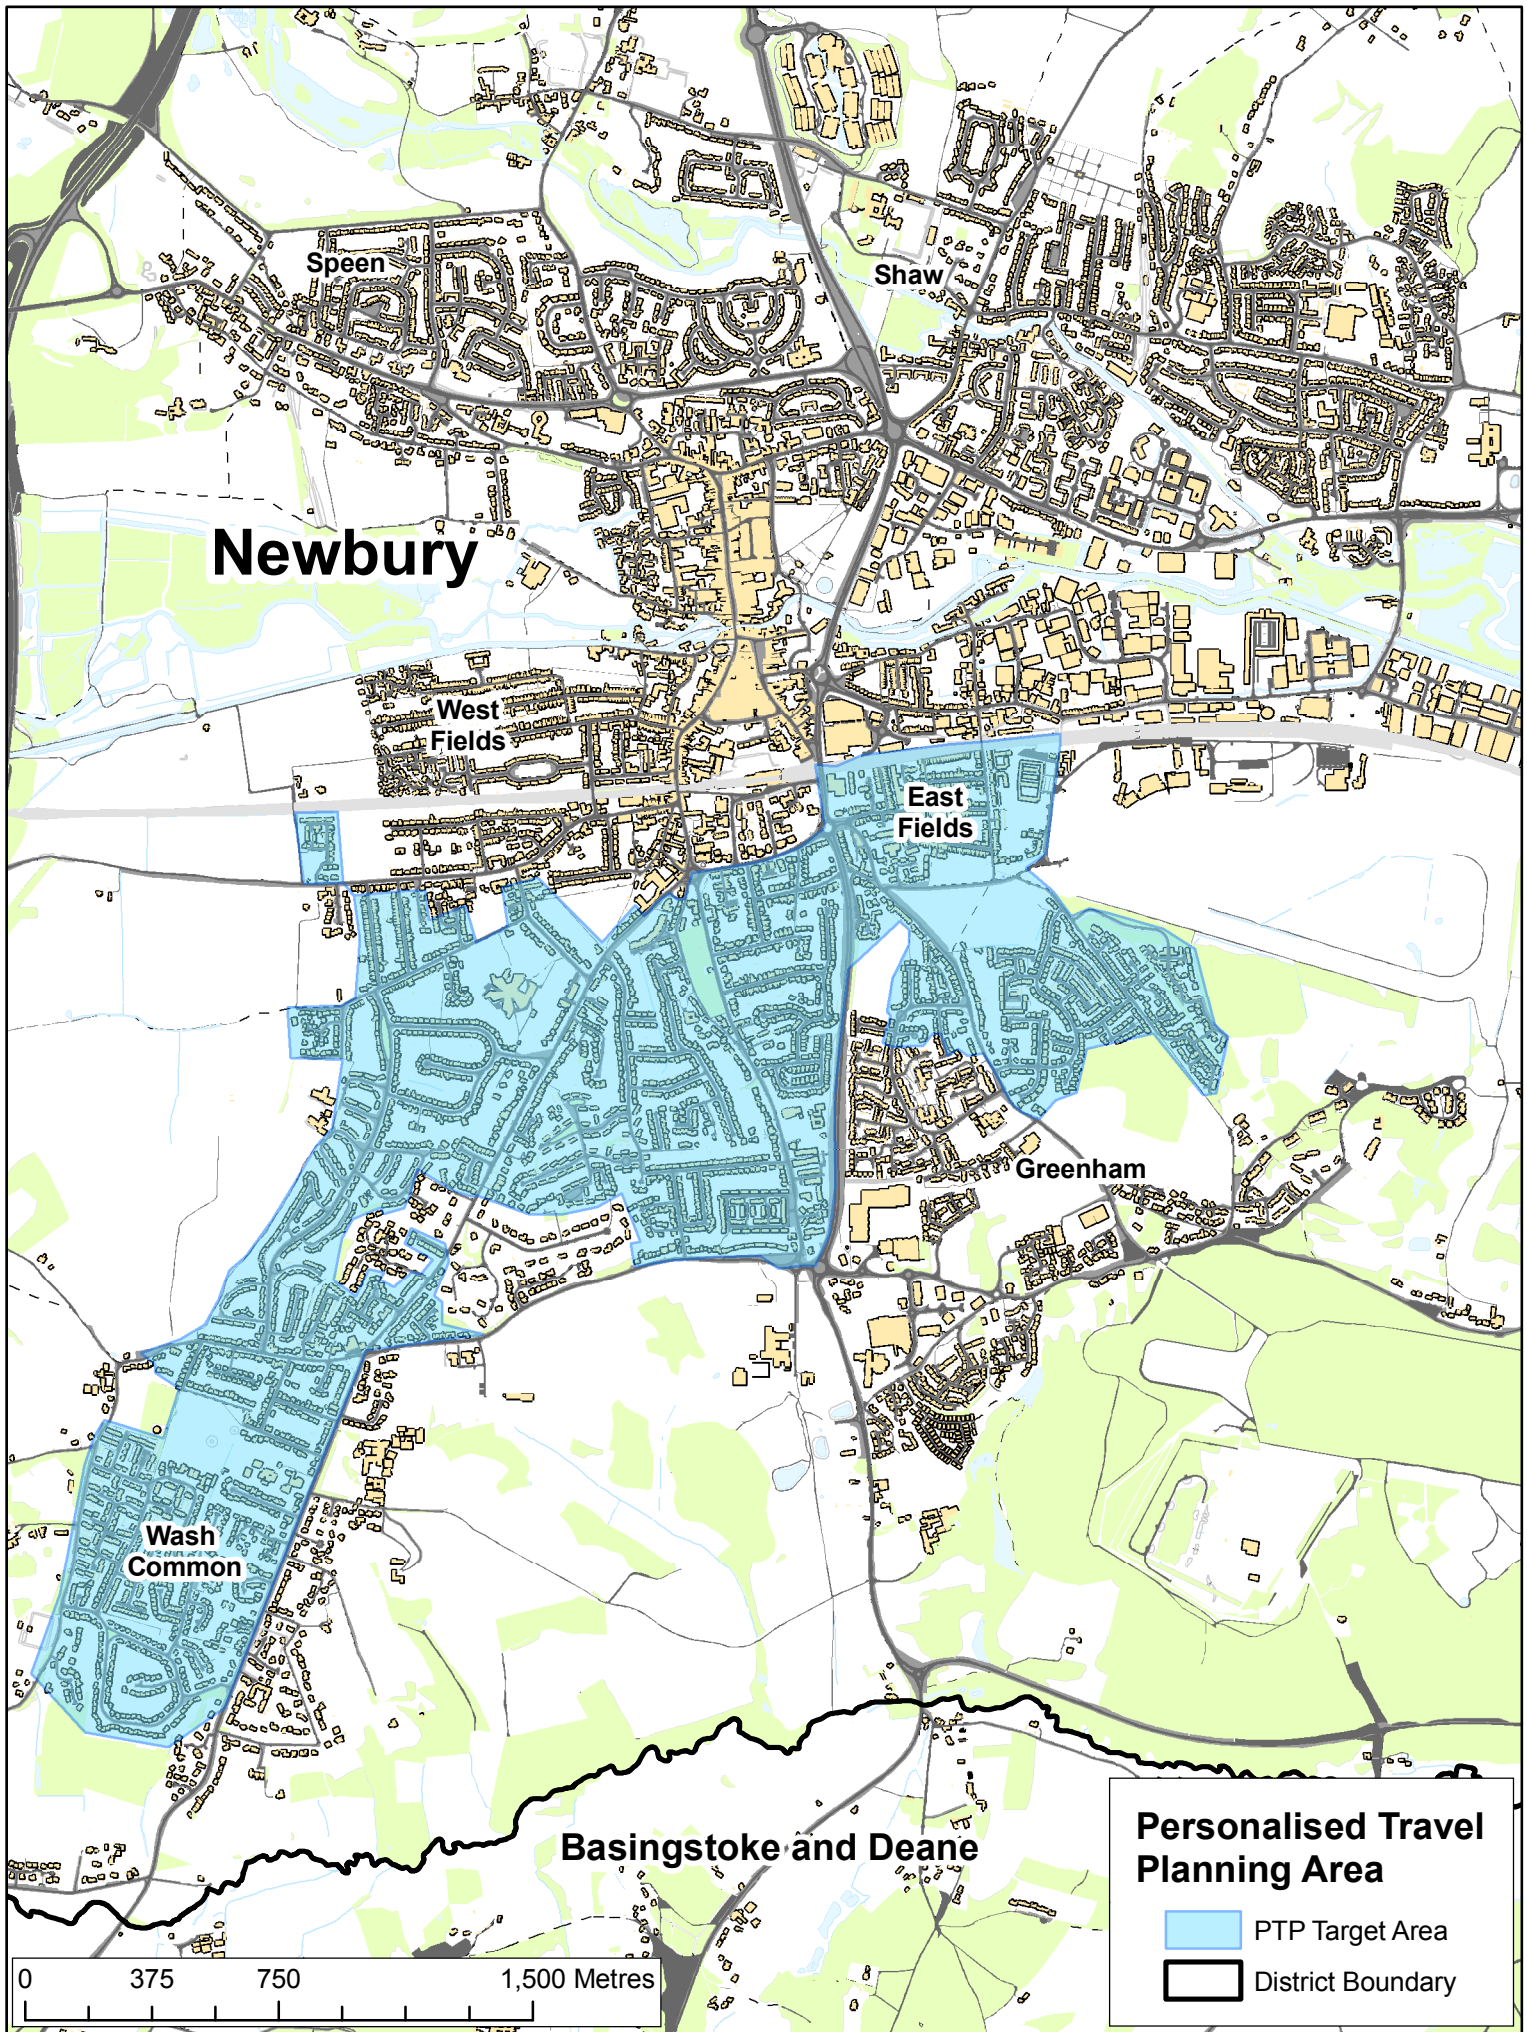 Speen
Shaw
Newbury
West
Fields
East
Fields
Greenham
Wash
Common
Basingstoke and Deane
Personalised Travel
Planning Area
PTP Target Area
District Boundary
0 375 750 1,500 Metres